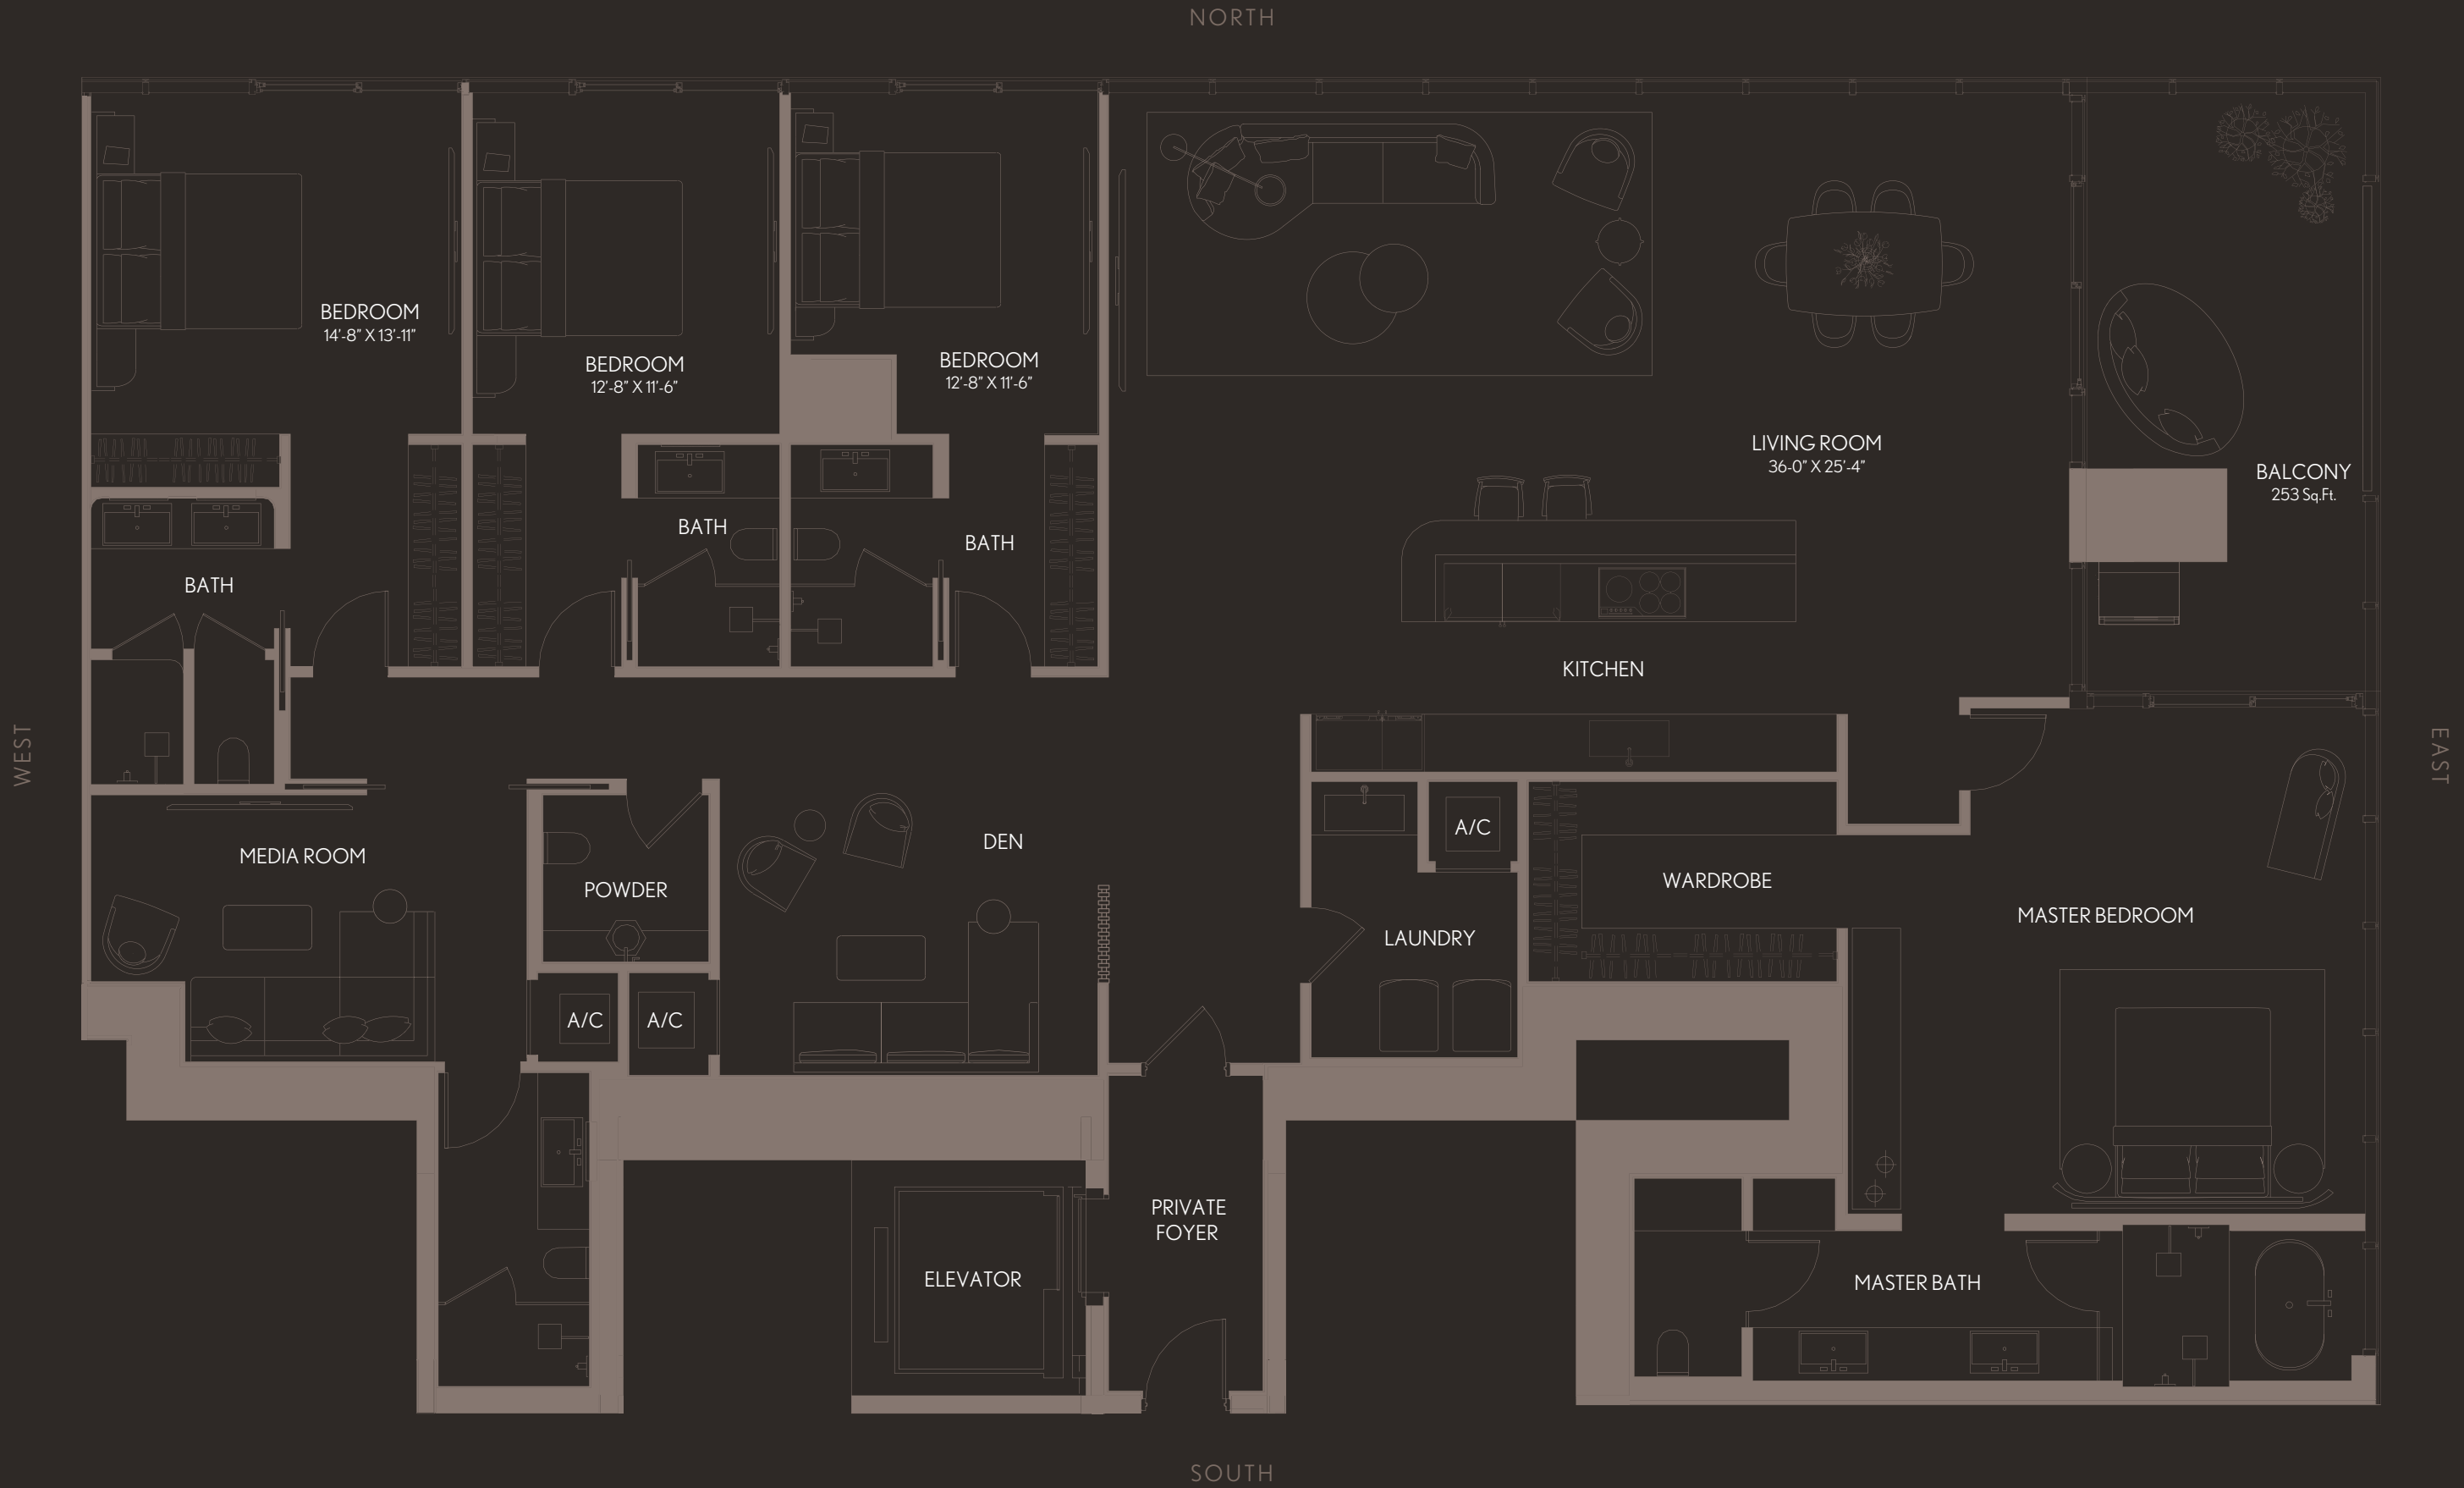 NORTH
BEDROOM
14'-8" X 13'-11"
BEDROOM
12'-8" X 11'-6"
BEDROOM
12'-8" X 11'-6"
LIVING ROOM
36-0" X 25'-4"
BALCONY
253 Sq.Ft.
BATH
BATH
BATH
KITCHEN
WEST
EAST
MEDIA ROOM
POWDER
DEN
A/C
LAUNDRY
WARDROBE
MASTER BEDROOM
A/C
A/C
PRIVATE
FOYER
ELEVATOR
MASTER BATH
SOUTH